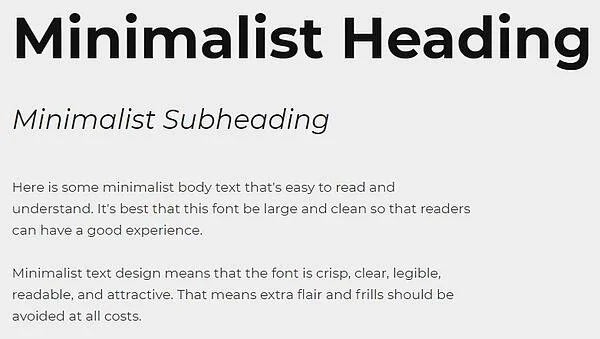 Minimalist Heading
Minimalist Subheading
Here is some minimalist body text that's easy to read and
understand. It's best that this font be large and clean so that readers
can have a good experience.
Minimalist text design means that the font is crisp, clear, legible,
readable, and attractive. That means extra flair and frills should be
avoided at all costs.